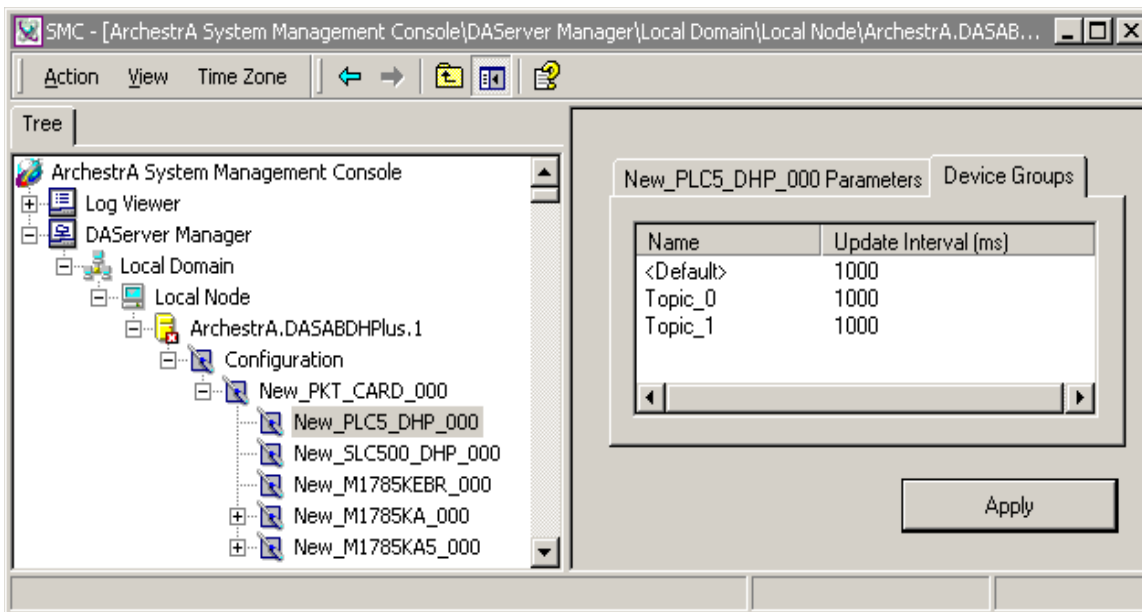 SMC - [ArchestrA System Management Console\DAServer Manager\Local Domain\Local Node\ArchestrA.DASAB...
Action View Time Zone
Tree
ArchestrA System Management Console
Log Viewer
DAServer Manager
Local Domain
Local Node
ArchestrA.DASABDHPlus.1
Configuration
New_PKT_CARD_000
New_PLC5_DHP_000
New_SLC500_DHP_000
New_M1785KEBR_000
New_M1785KA_000
New_M1785KA5_000
New_PLC5_DHP_000 Parameters Device Groups
Name Update Interval (ms)
<Default> 1000
Topic_0 1000
Topic_1 1000
Apply